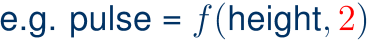 e.g. pulse = f(height, 2)